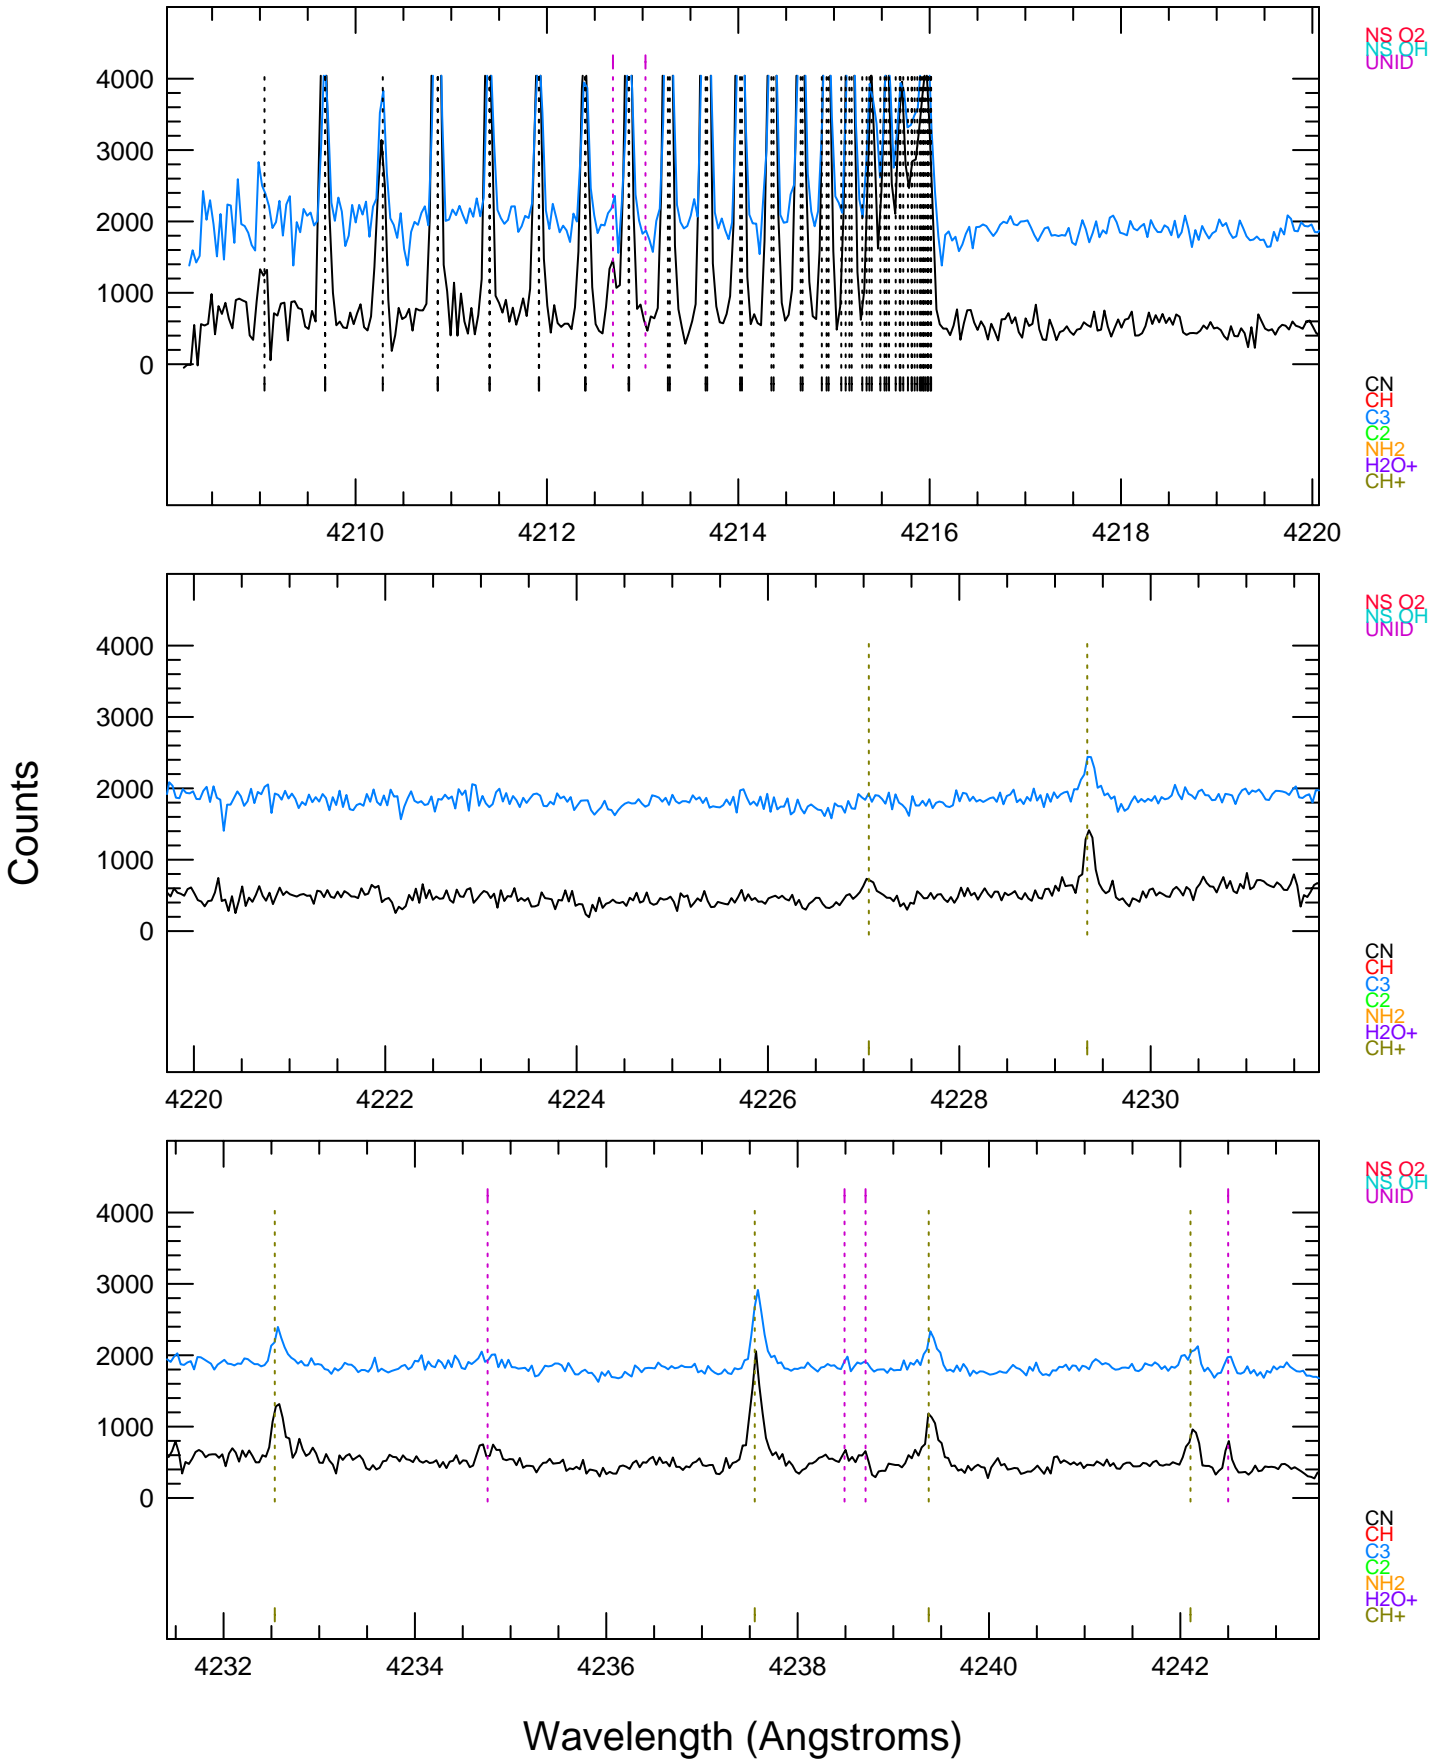 NS O2
NS OH
UNID
4000
3000
2000
1000
0
CN
CH
C3
C2
NH2
H2O+
CH+
4210 4212 4214 4216 4218 4220
NS O2
NS OH
UNID
4000
3000
2000
1000
0
Counts
CN
CH
C3
C2
NH2
H2O+
CH+
4220 4222 4224 4226 4228 4230
NS O2
NS OH
UNID
4000
3000
2000
1000
0
CN
CH
C3
C2
NH2
H2O+
CH+
4232 4234 4236 4238 4240 4242
Wavelength (Angstroms)